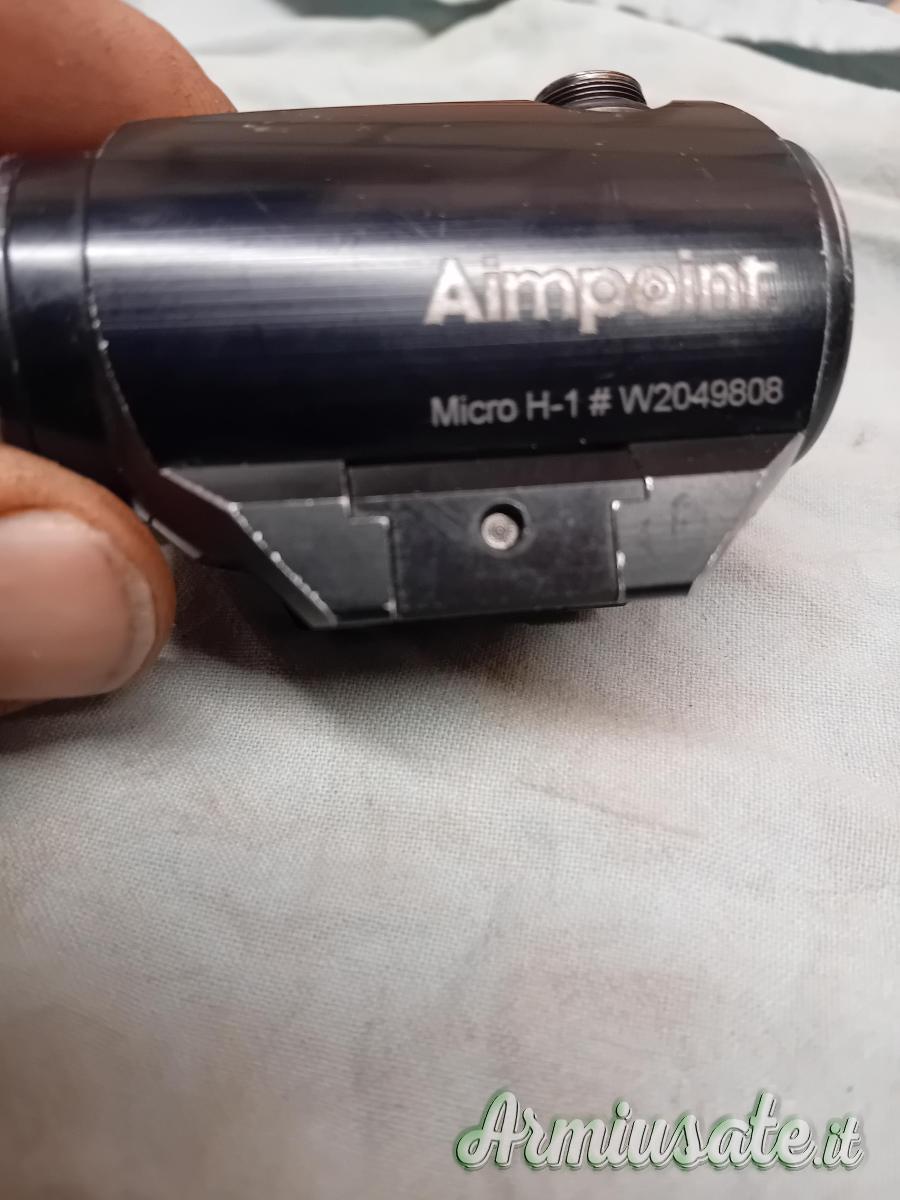 Aimpoint
Micro H-1 # W2049808
Armiusate.it